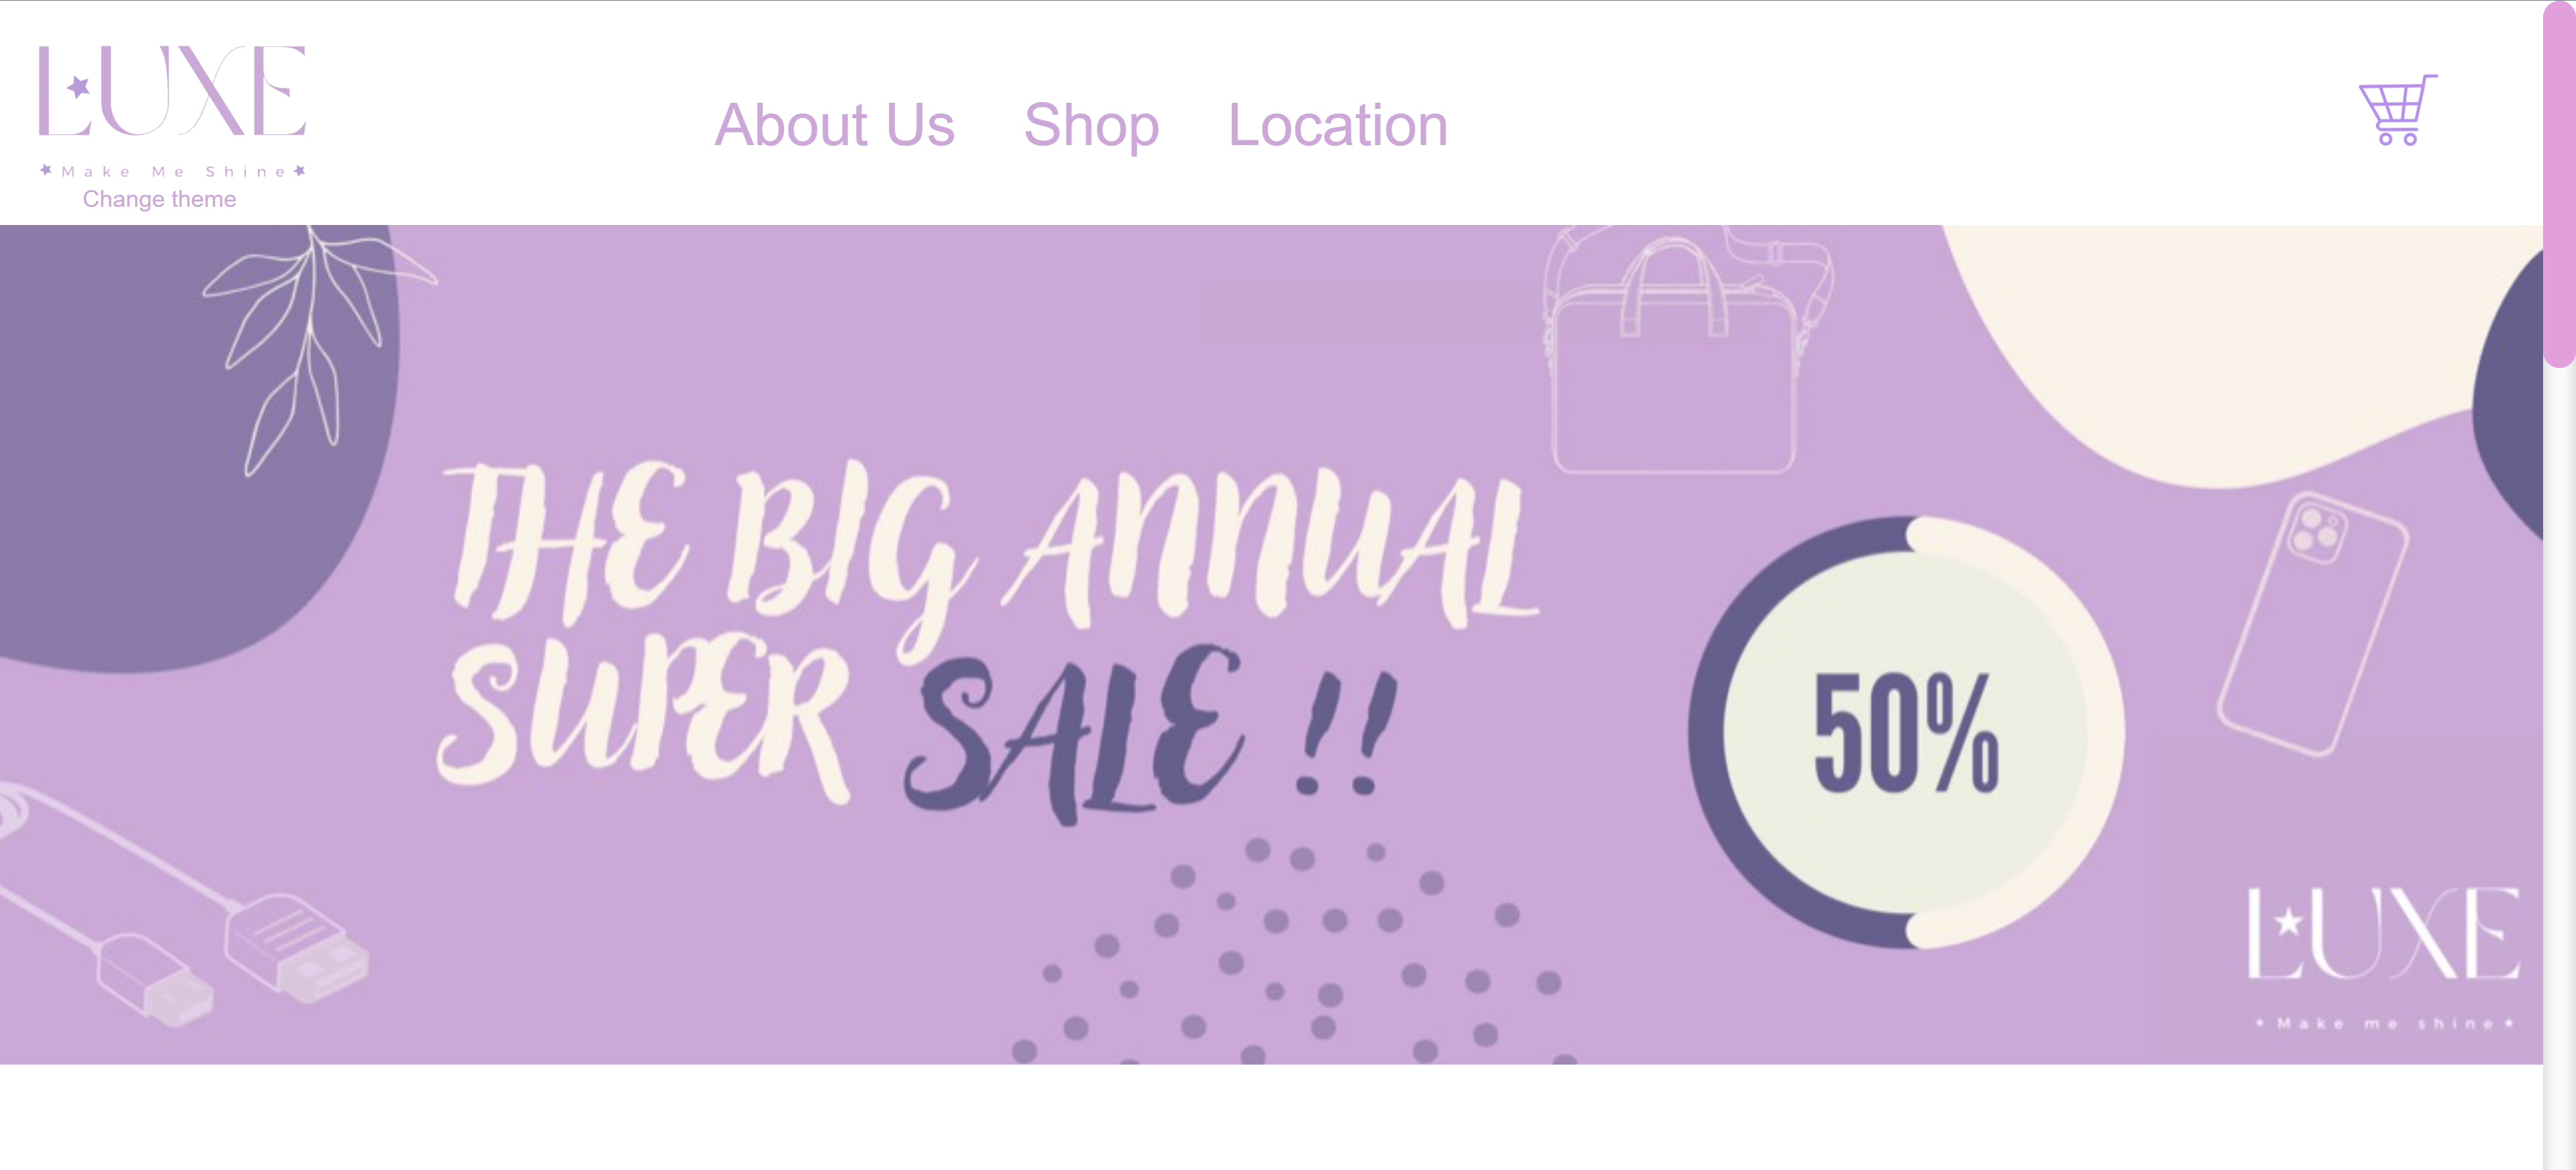 LUXE
Make Me Shine
Change theme
About Us Shop Location
THE BIG ANNUAL
SUPER SALE !!
50%
LUXE
Make me shine